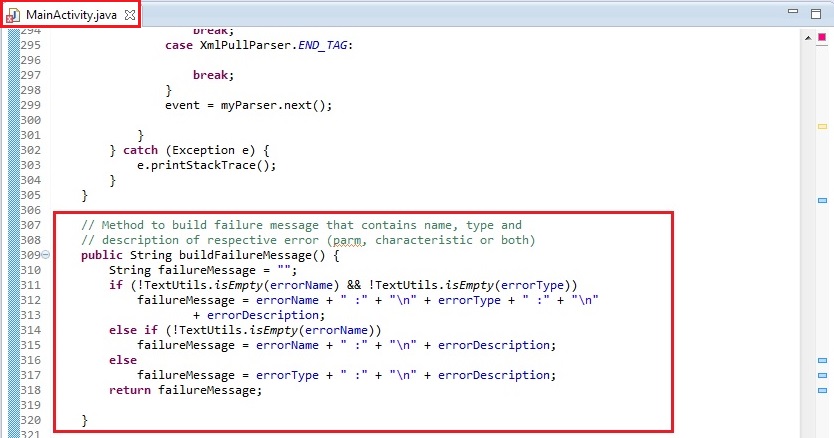 MainActivity.java
294 break;
295 case XmlPullParser.END_TAG:
296
297 break;
298 }
299 event = myParser.next();
300
301 }
302 } catch (Exception e) {
303 e.printStackTrace();
304 }
305 }
306
307 // Method to build failure message that contains name, type and
308 // description of respective error (parm, characteristic or both)
309 public String buildFailureMessage() {
310 String failureMessage = "";
311 if (!TextUtils.isEmpty(errorName) && !TextUtils.isEmpty(errorType))
312 failureMessage = errorName + " :" + "\n" + errorType + " :" + "\n"
313 + errorDescription;
314 else if (!TextUtils.isEmpty(errorName))
315 failureMessage = errorName + " :" + "\n" + errorDescription;
316 else
317 failureMessage = errorType + " :" + "\n" + errorDescription;
318 return failureMessage;
319
320 }
321